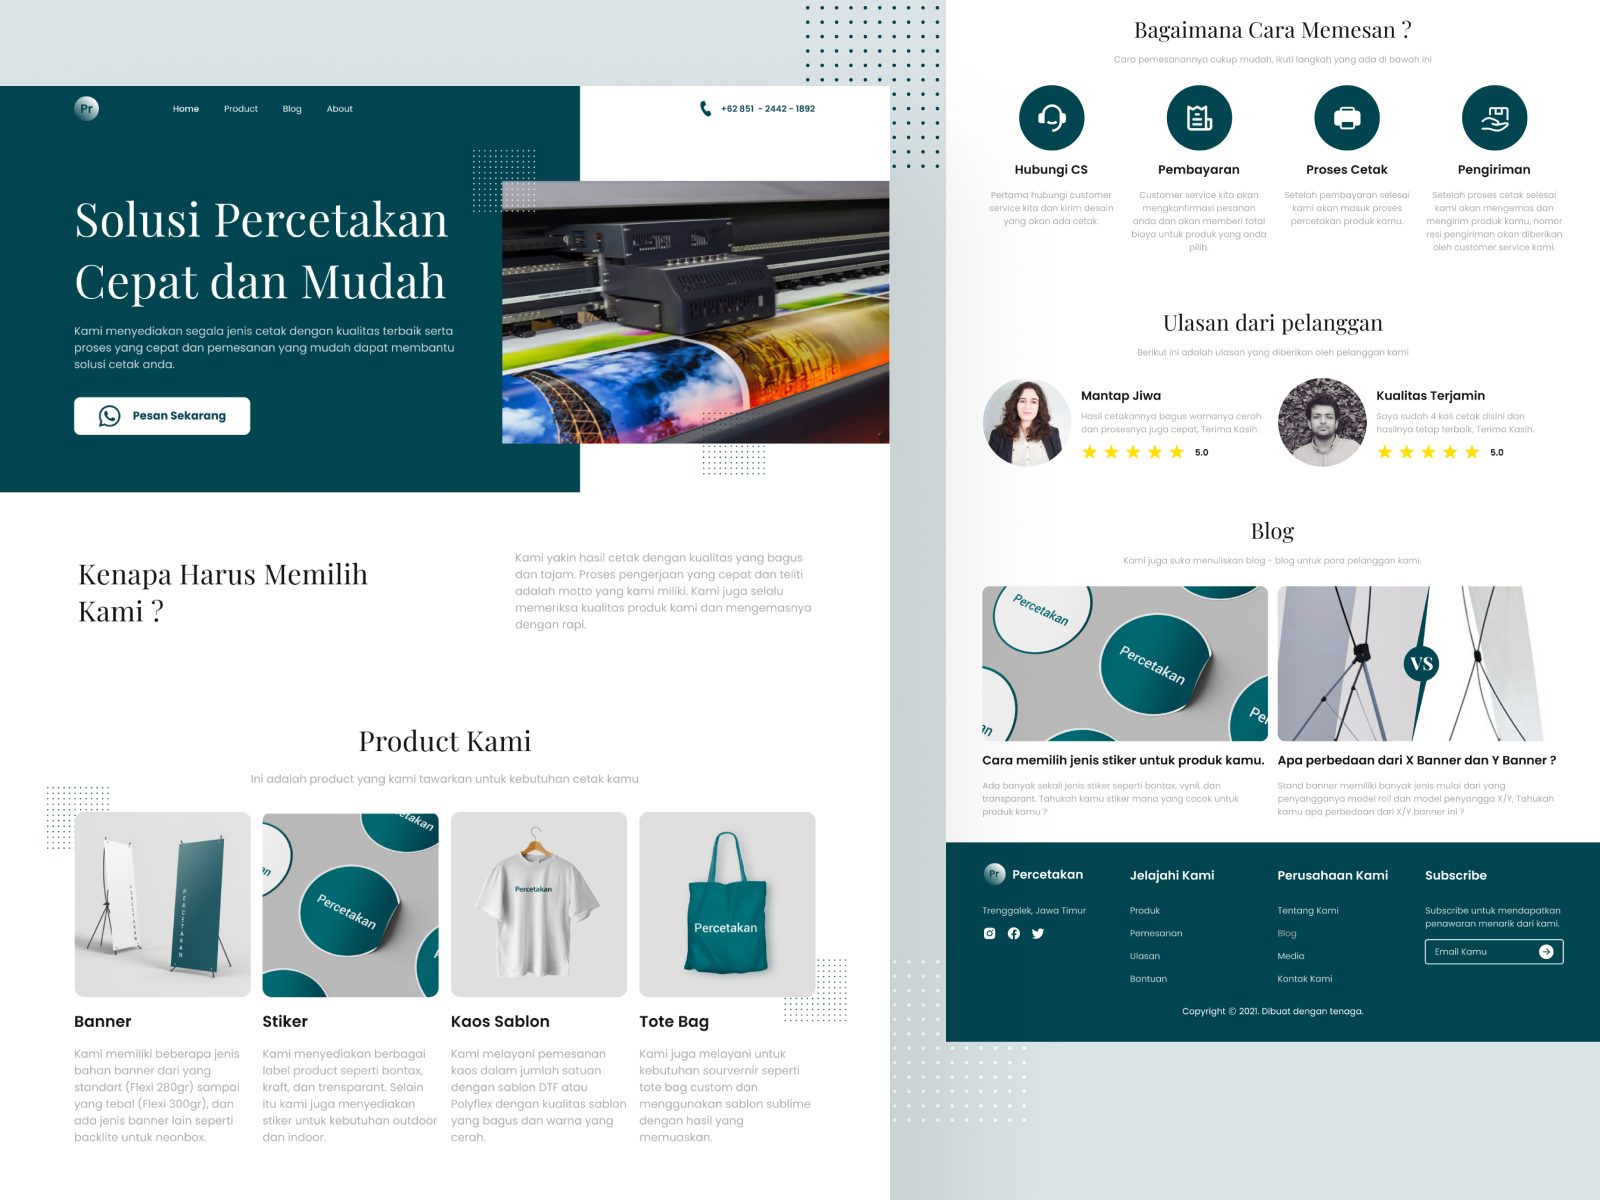 Pr
Home
Product
Blog
About
+62 851 - 2442 - 1892
Solusi Percetakan
Cepat dan Mudah
Kami menyediakan segala jenis cetak dengan kualitas terbaik serta
proses yang cepat dan pemesanan yang mudah dapat membantu
solusi cetak anda.
Pesan Sekarang
Kenapa Harus Memilih
Kami ?
Kami yakin hasil cetak dengan kualitas yang bagus
dan tajam. Proses pengerjaan yang cepat dan teliti
adalah motto yang kami miliki. Kami juga selalu
memeriksa kualitas produk kami dan mengemasnya
dengan rapi.
Product Kami
Ini adalah product yang kami tawarkan untuk kebutuhan cetak kamu
PERCETAKAN
PERCETAKAN
etakan
an
Percetakan
Percetakan
Percetakan
Banner
Kami memiliki beberapa jenis
bahan banner dari yang
standart (Flexi 280gr) sampai
yang tebal (Flexi 300gr), dan
ada jenis banner lain seperti
backlite untuk neonbox.
Stiker
Kami menyediakan berbagai
label product seperti bontax,
kraft, dan trensparant. Selain
itu kami juga menyediakan
stiker untuk kebutuhan outdoor
dan indoor.
Kaos Sablon
Kami melayani pemesanan
kaos dalam jumlah satuan
dengan sablon DTF atau
Polyflex dengan kualitas sablon
yang bagus dan warna yang
cerah.
Tote Bag
Kami juga melayani untuk
kebutuhan sourvernir seperti
tote bag custom dan
menggunakan sablon sublime
dengan hasil yang
memuaskan.
Bagaimana Cara Memesan ?
Cara pemesanannya cukup mudah, ikuti langkah yang ada di bawah ini
Hubungi CS
Pertama hubungi customer
service kita dan kirim desain
yang akan ada cetak.
Pembayaran
Customer service kita akan
mengkonfirmasi pesanan
anda dan akan memberi total
biaya untuk produk yang anda
pilih.
Proses Cetak
Setelah pembayaran selesai
kami akan masuk proses
percetakan produk kamu.
Pengiriman
Setelah proses cetak selesai
kami akan mengemas dan
mengirim produk kamu, nomor
resi pengiriman akan diberikan
oleh customer service kami.
Ulasan dari pelanggan
Berikut ini adalah ulasan yang diberikan oleh pelanggan kami
Mantap Jiwa
Hasil cetakannya bagus warnanya cerah
dan prosesnya juga cepat, Terima Kasih.
5.0
Kualitas Terjamin
Saya sudah 4 kali cetak disini dan
hasilnya tetap terbaik, Terima Kasih.
5.0
Blog
Kami juga suka menuliskan blog - blog untuk para pelanggan kami.
Percetakan
Percetakan
an
Pe
VS
Cara memilih jenis stiker untuk produk kamu.
Ada banyak sekali jenis stiker seperti bontax, vynil, dan
transparant. Tahukah kamu stiker mana yang cocok untuk
produk kamu ?
Apa perbedaan dari X Banner dan Y Banner ?
Stand banner memiliki banyak jenis mulai dari yang
penyangganya model roll dan model penyangga X/Y, Tahukah
kamu apa perbedaan dari X/Y banner ini ?
Pr
Percetakan
Trenggalek, Jawa Timur
Jelajahi Kami
Produk
Pemesanan
Ulasan
Bantuan
Perusahaan Kami
Tentang Kami
Blog
Media
Kontak Kami
Subscribe
Subscribe untuk mendapatkan
penawaran menarik dari kami.
Email Kamu
Copyright © 2021. Dibuat dengan tenaga.